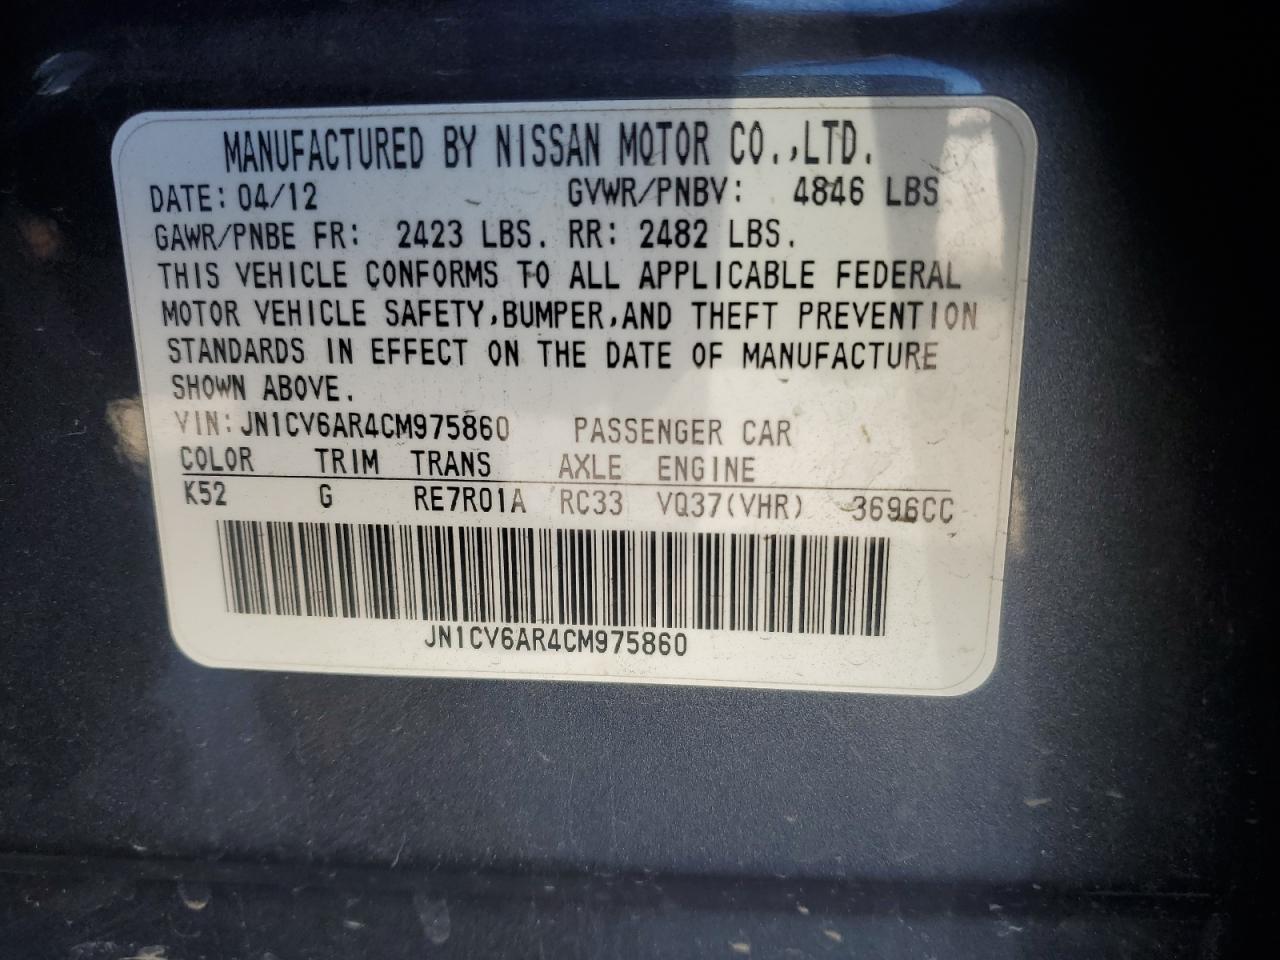 MANUFACTURED BY NISSAN MOTOR CO.,LTD.
DATE: 04/12 GVWR/PNBV: 4846 LBS
GAWR/PNBE FR: 2423 LBS. RR: 2482 LBS.
THIS VEHICLE CONFORMS TO ALL APPLICABLE FEDERAL
MOTOR VEHICLE SAFETY,BUMPER,AND THEFT PREVENTION
STANDARDS IN EFFECT ON THE DATE OF MANUFACTURE
SHOWN ABOVE.
VIN:JN1CV6AR4CM975860 PASSENGER CAR
COLOR TRIM TRANS AXLE ENGINE
K52 G RE7R01A RC33 VQ37(VHR) 3696CC
JN1CV6AR4CM975860